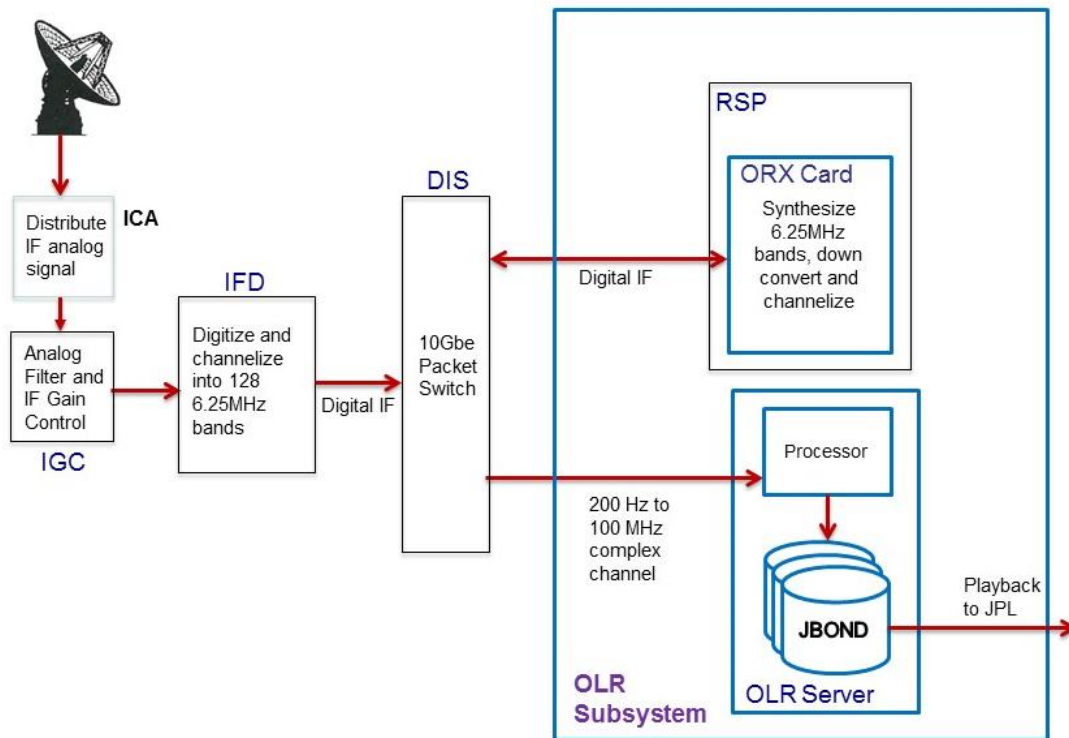 ICA
Distribute
IF analog
signal
Analog
Filter and
IF Gain
Control
IGC
IFD
Digitize and
channelize
into 128
6.25MHz
bands
Digital IF
DIS
10Gbe
Packet
Switch
Digital IF
RSP
ORX Card
Synthesize
6.25MHz
bands, down
convert and
channelize
200 Hz to
100 MHz
complex
channel
Processor
JBOND
OLR Server
OLR
Subsystem
Playback
to JPL